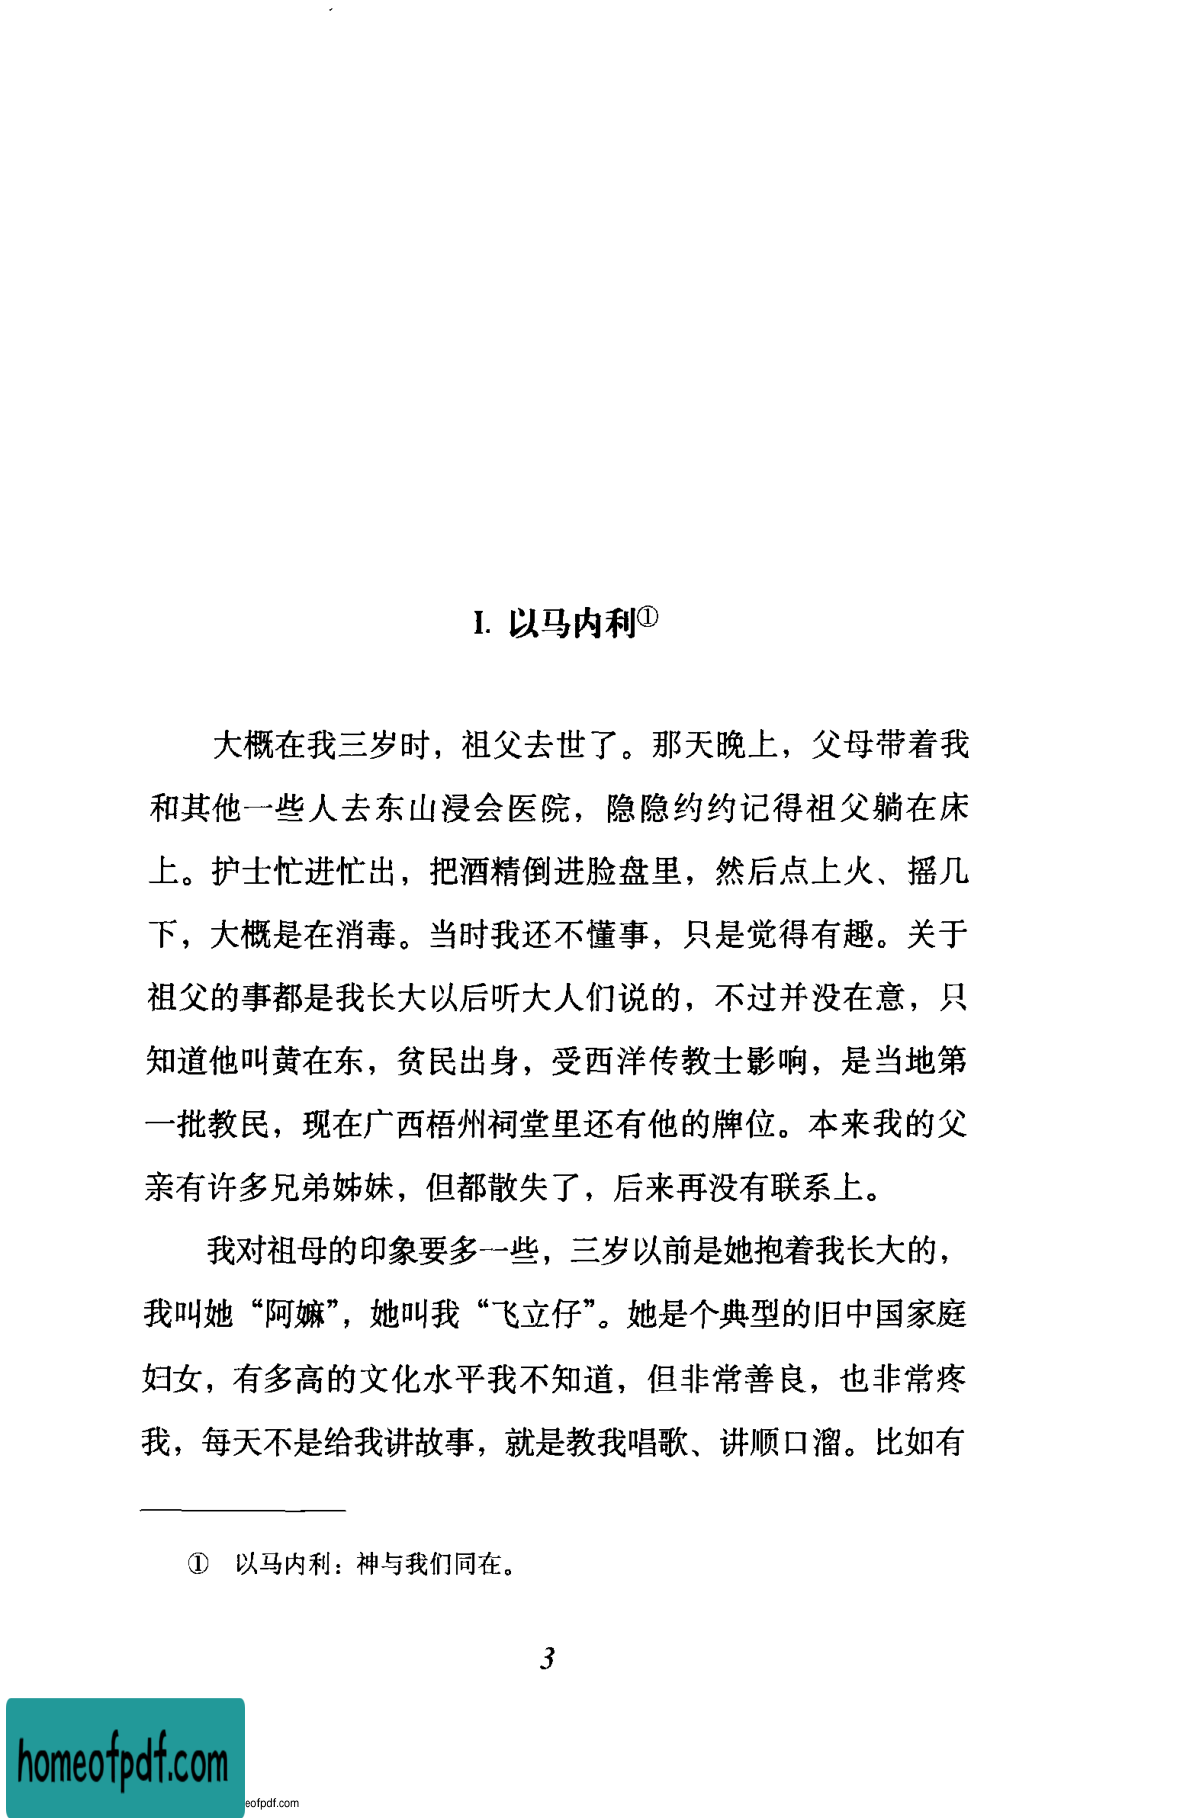 I. 以马内利①
大概在我三岁时，祖父去世了。那天晚上，父母带着我
和其他一些人去东山浸会医院，隐隐约约记得祖父躺在床
上。护士忙进忙出，把酒精倒进脸盘里，然后点上火、摇几
下，大概是在消毒。当时我还不懂事，只是觉得有趣。关于
祖父的事都是我长大以后听大人们说的，不过并没在意，只
知道他叫黄在东，贫民出身，受西洋传教士影响，是当地第
一批教民，现在广西梧州祠堂里还有他的牌位。本来我的父
亲有许多兄弟姊妹，但都散失了，后来再没有联系上。
我对祖母的印象要多一些，三岁以前是她抱着我长大的，
我叫她“阿嫲”，她叫我“飞立仔”。她是个典型的旧中国家庭
妇女，有多高的文化水平我不知道，但非常善良，也非常疼
我，每天不是给我讲故事，就是教我唱歌、讲顺口溜。比如有
① 以马内利：神与我们同在。
3
homeofpdf.com
eofpdf.com